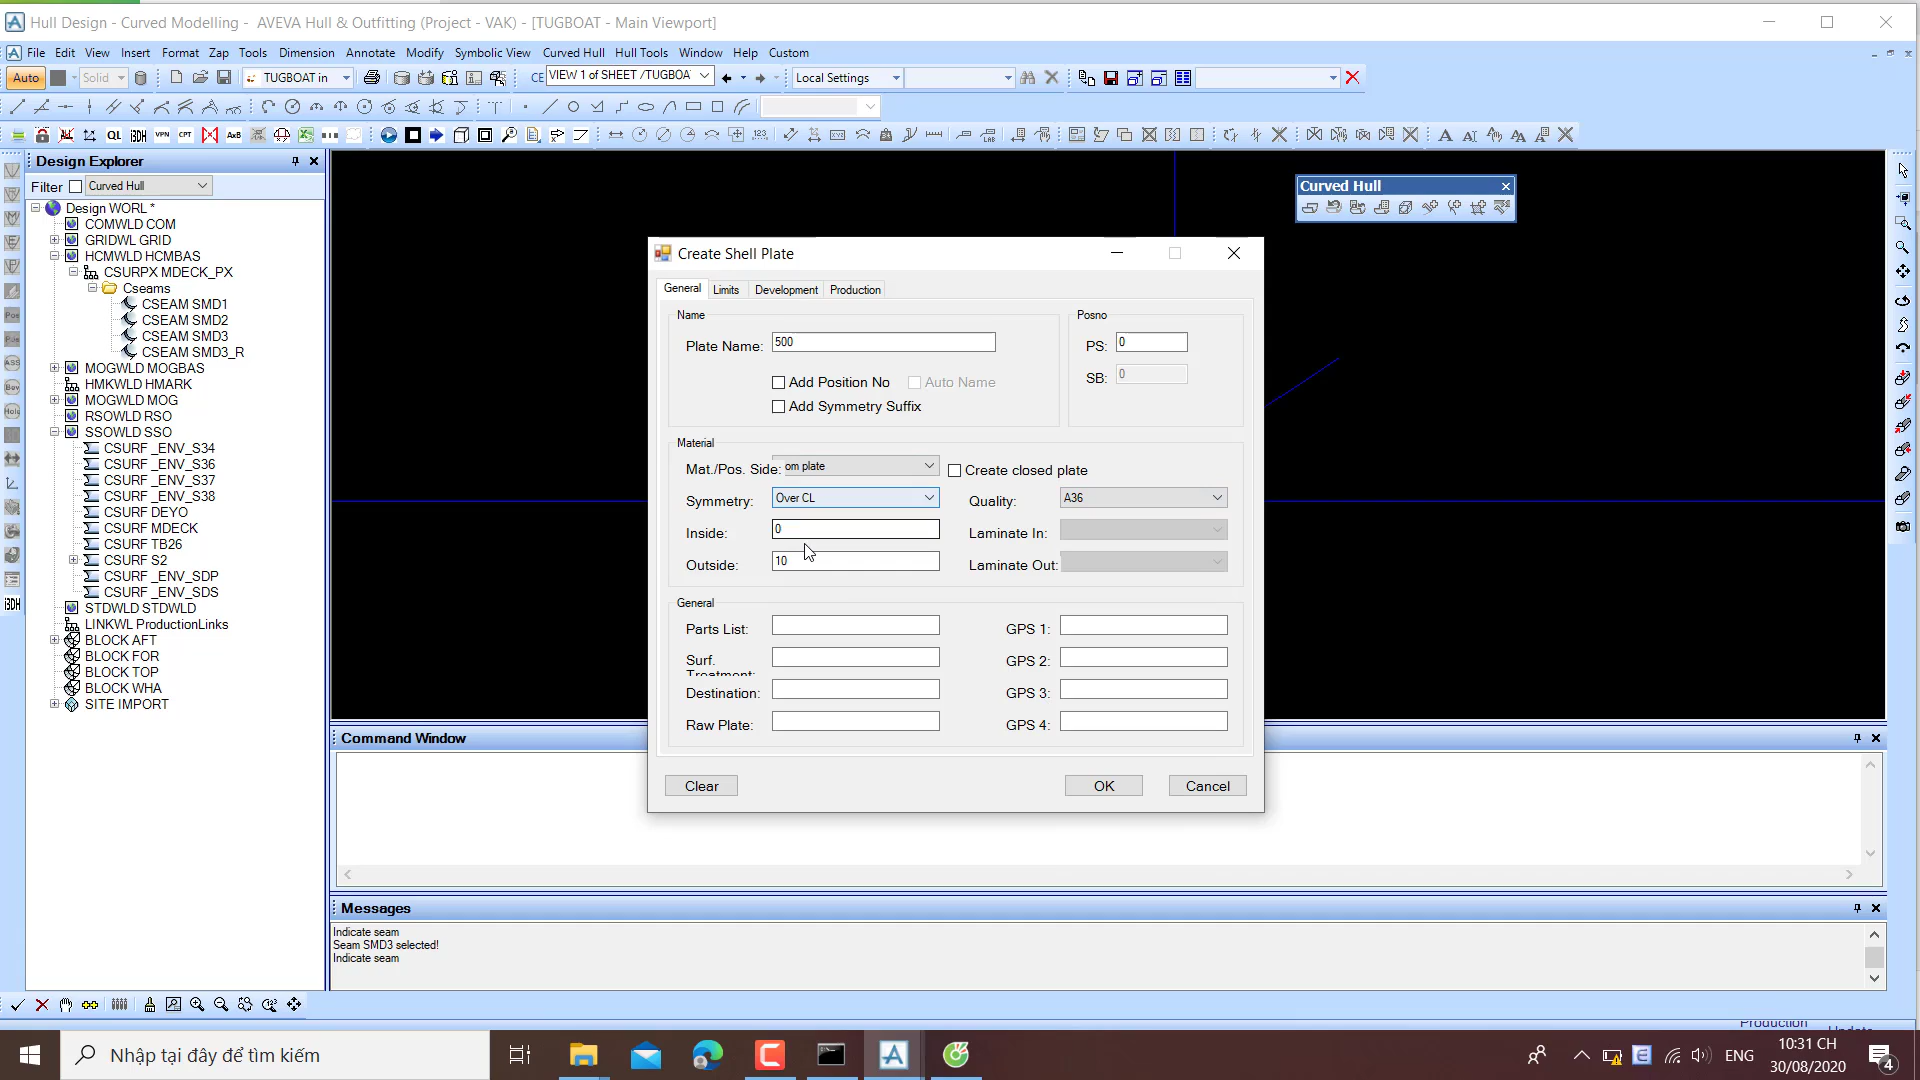 Hull Design - Curved Modelling - AVEVA Hull & Outfitting (Project - VAK) - [TUGBOAT - Main Viewport]
File Edit View Insert Format Zap Tools Dimension Annotate Modify Symbolic View Curved Hull Hull Tools Window Help Custom
Auto Solid TUGBOAT in CE VIEW 1 of SHEET /TUGBOA Local Settings
QL i3DH VPN CPT AxB
Design Explorer
Filter Curved Hull
Design WORL *
COMWLD COM
GRIDWL GRID
HCMWLD HCMBAS
CSURPX MDECK_PX
Cseams
CSEAM SMD1
CSEAM SMD2
CSEAM SMD3
CSEAM SMD3_R
MOGWLD MOGBAS
HMKWLD HMARK
MOGWLD MOG
RSOWLD RSO
SSOWLD SSO
CSURF _ENV_S34
CSURF _ENV_S36
CSURF _ENV_S37
CSURF _ENV_S38
CSURF DEYO
CSURF MDECK
CSURF TB26
CSURF S2
CSURF _ENV_SDP
CSURF _ENV_SDS
STDWLD STDWLD
LINKWL ProductionLinks
BLOCK AFT
BLOCK FOR
BLOCK TOP
BLOCK WHA
SITE IMPORT
Curved Hull
Create Shell Plate
General Limits Development Production
Name
Plate Name: 500
Add Position No Auto Name
Add Symmetry Suffix
Posno
PS: 0
SB: 0
Material
Mat./Pos. Side: om plate Create closed plate
Symmetry: Over CL Quality: A36
Inside: 0 Laminate In:
Outside: 10 Laminate Out:
General
Parts List: GPS 1:
Surf. Treatment: GPS 2:
Destination: GPS 3:
Raw Plate: GPS 4:
Clear OK Cancel
Command Window
Messages
Indicate seam
Seam SMD3 selected!
Indicate seam
Production
Nhập tại đây để tìm kiếm
ENG
10:31 CH
30/08/2020
4